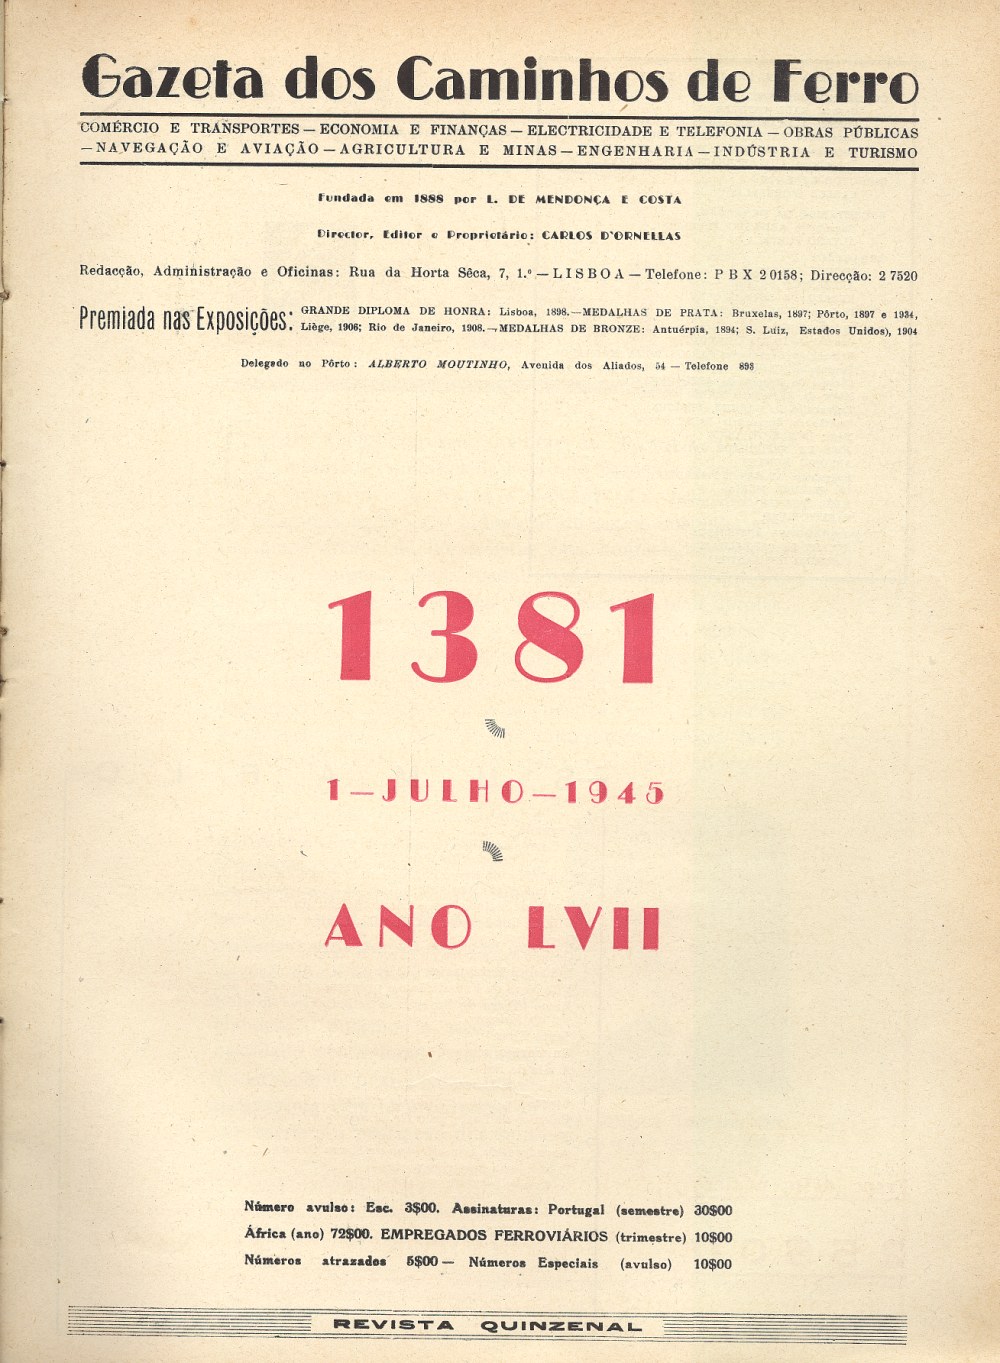 Gazeta dos Caminhos de Ferro
COMÉRCIO E TRANSPORTES — ECONOMIA E FINANÇAS — ELECTRICIDADE E TELEFONIA — OBRAS PÚBLICAS
— NAVEGAÇÃO E AVIAÇÃO — AGRICULTURA E MINAS — ENGENHARIA — INDÚSTRIA E TURISMO
Fundada em 1888 por L. DE MENDONÇA E COSTA
Director, Editor e Proprietário: CARLOS D'ORNELLAS
Redacção, Administração e Oficinas: Rua da Horta Sêca, 7, 1.º — LISBOA — Telefone: P B X 2 0158; Direcção: 2 7520
Premiada nas Exposições: GRANDE DIPLOMA DE HONRA: Lisboa, 1898. — MEDALHAS DE PRATA: Bruxelas, 1897; Pôrto, 1897 e 1934,
Liège, 1906; Rio de Janeiro, 1908. — MEDALHAS DE BRONZE: Antuérpia, 1894; S. Luiz, Estados Unidos), 1904
Delegado no Pôrto: ALBERTO MOUTINHO, Avenida dos Aliados, 54 — Telefone 893
1381
1—JULHO—1945
ANO LVII
Número avulso: Esc. 3$00. Assinaturas: Portugal (semestre) 30$00
África (ano) 72$00. EMPREGADOS FERROVIÁRIOS (trimestre) 10$00
Números atrazados 5$00 — Números Especiais (avulso) 10$00
REVISTA QUINZENAL